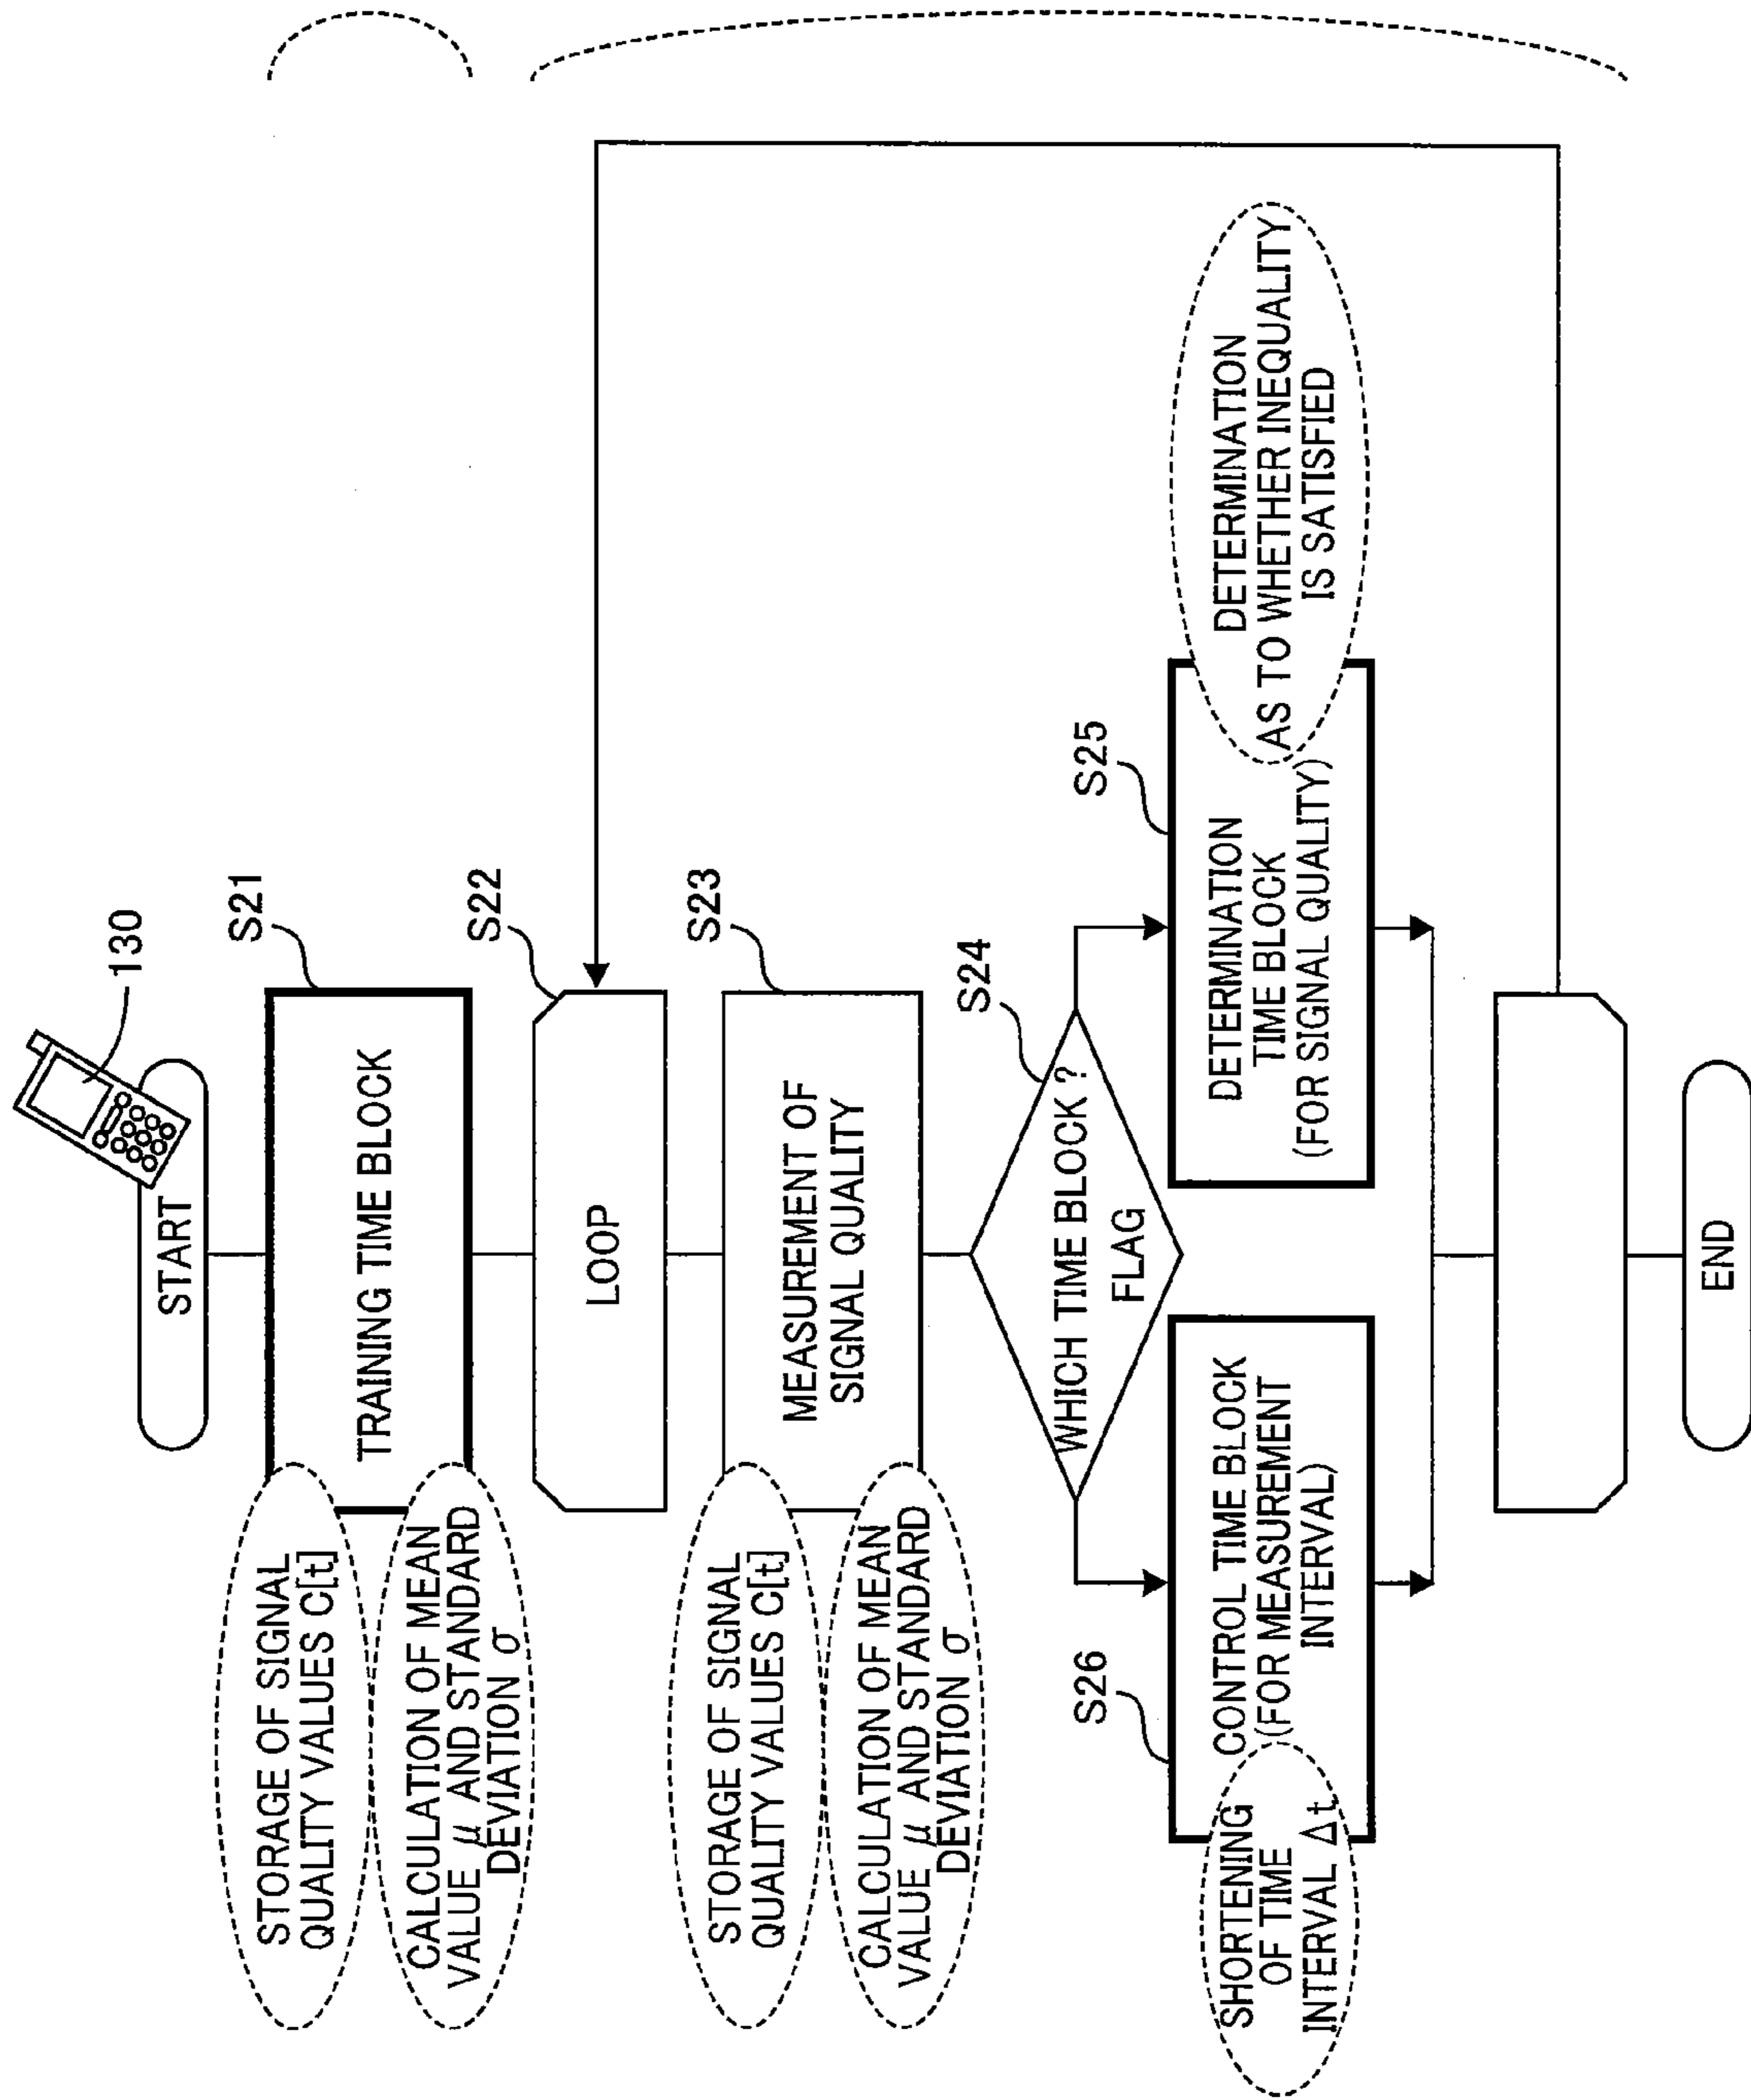 130
START
S21
TRAINING TIME BLOCK
STORAGE OF SIGNAL
QUALITY VALUES C[t]
CALCULATION OF MEAN
VALUE μ AND STANDARD
DEVIATION σ
S22
LOOP
S23
MEASUREMENT OF
SIGNAL QUALITY
STORAGE OF SIGNAL
QUALITY VALUES C[t]
CALCULATION OF MEAN
VALUE μ AND STANDARD
DEVIATION σ
S24
WHICH TIME BLOCK ?
FLAG
S26
CONTROL TIME BLOCK
(FOR MEASUREMENT
INTERVAL)
SHORTENING
OF TIME
INTERVAL Δt
S25
DETERMINATION
TIME BLOCK
(FOR SIGNAL QUALITY)
DETERMINATION
AS TO WHETHER INEQUALITY
IS SATISFIED
END